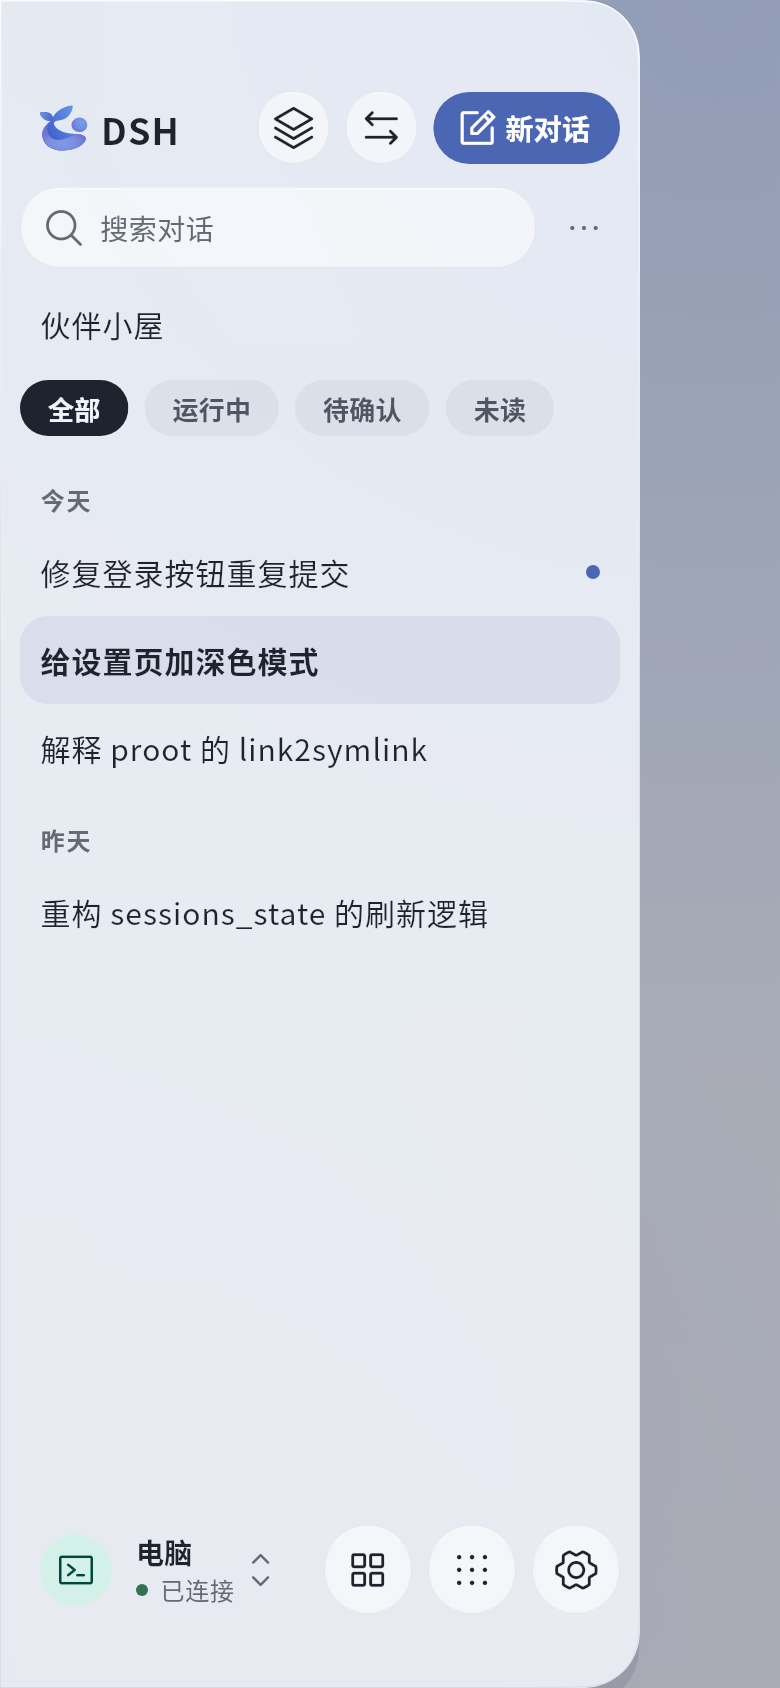 DSH
新对话
搜索对话
伙伴小屋
全部 运行中 待确认 未读
今天
修复登录按钮重复提交
给设置页加深色模式
解释 proot 的 link2symlink
昨天
重构 sessions_state 的刷新逻辑
电脑
已连接